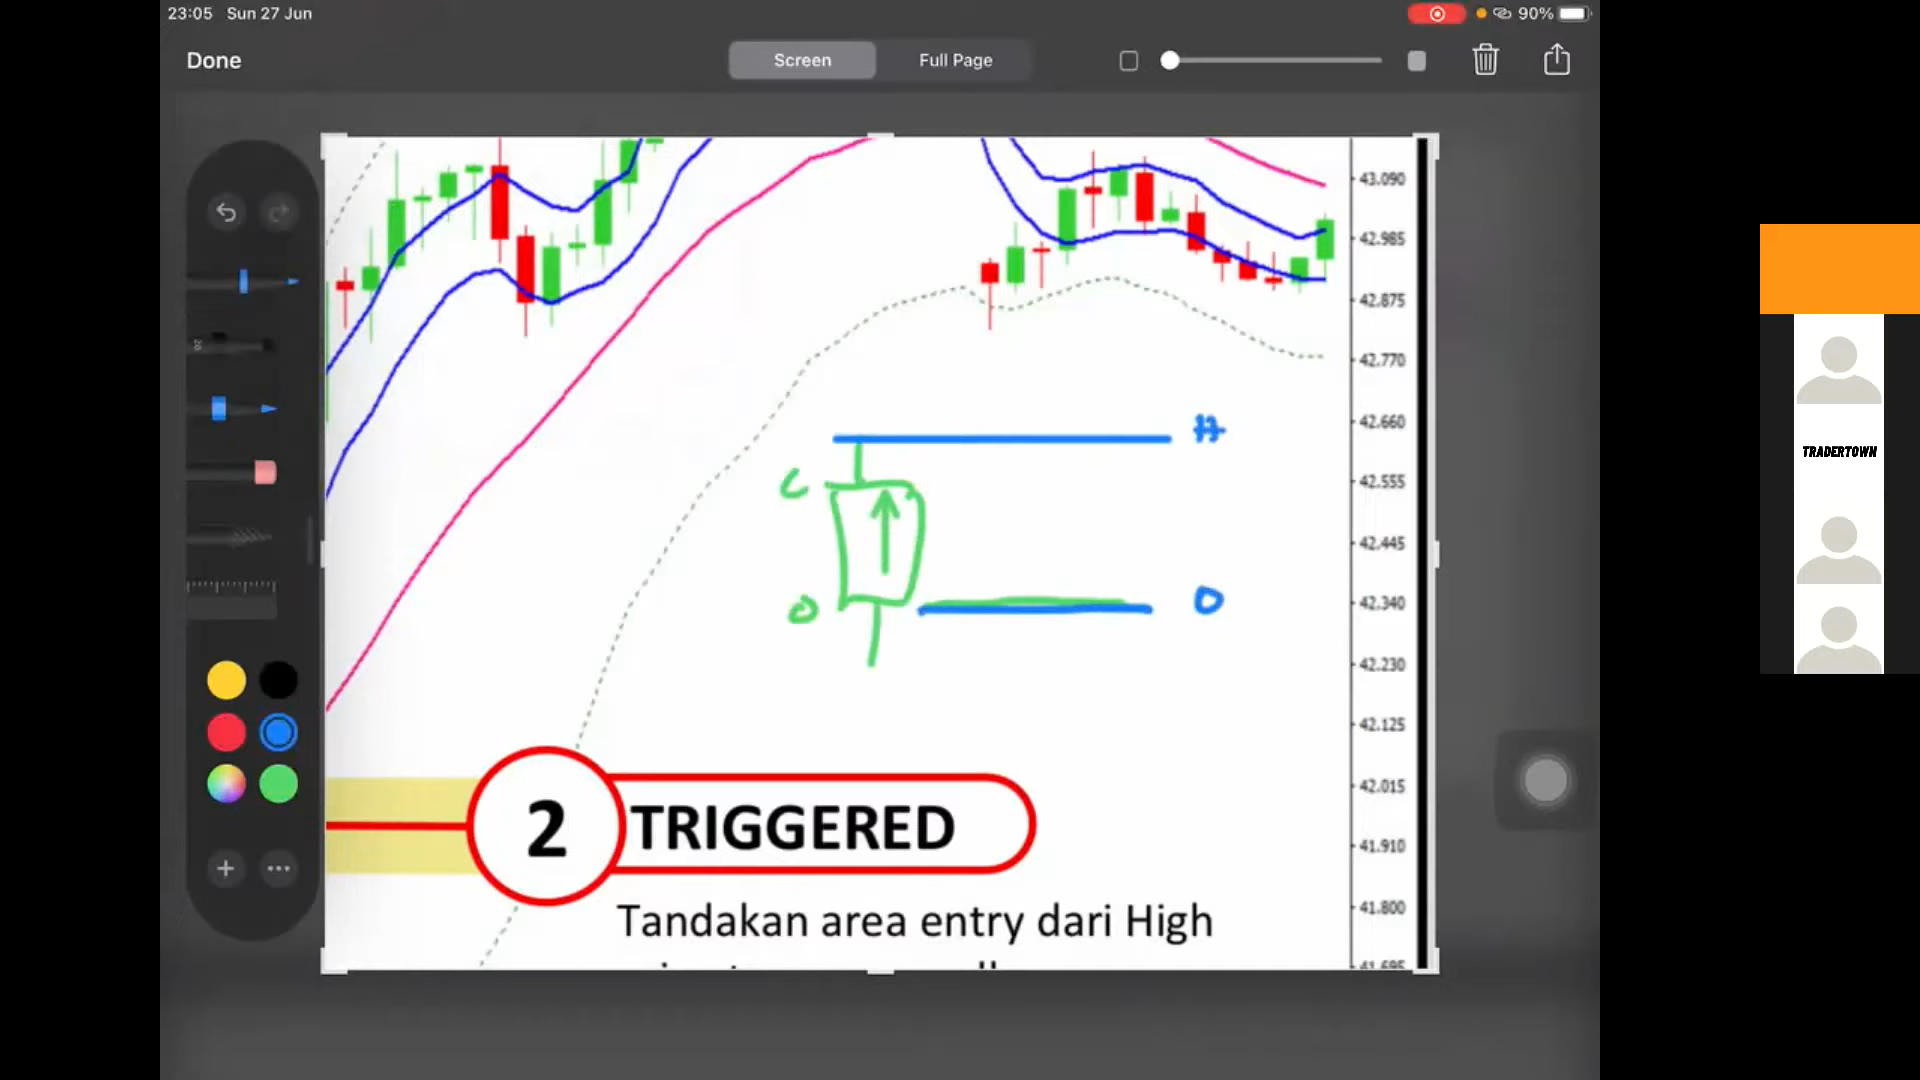 23:05 Sun 27 Jun
90%
Done
Screen
Full Page
20
43.090
42.985
42.875
42.770
42.660
42.555
42.445
42.340
42.230
42.125
42.015
41.910
41.800
H
C
O
O
2 TRIGGERED
Tandakan area entry dari High
TRADERTOWN